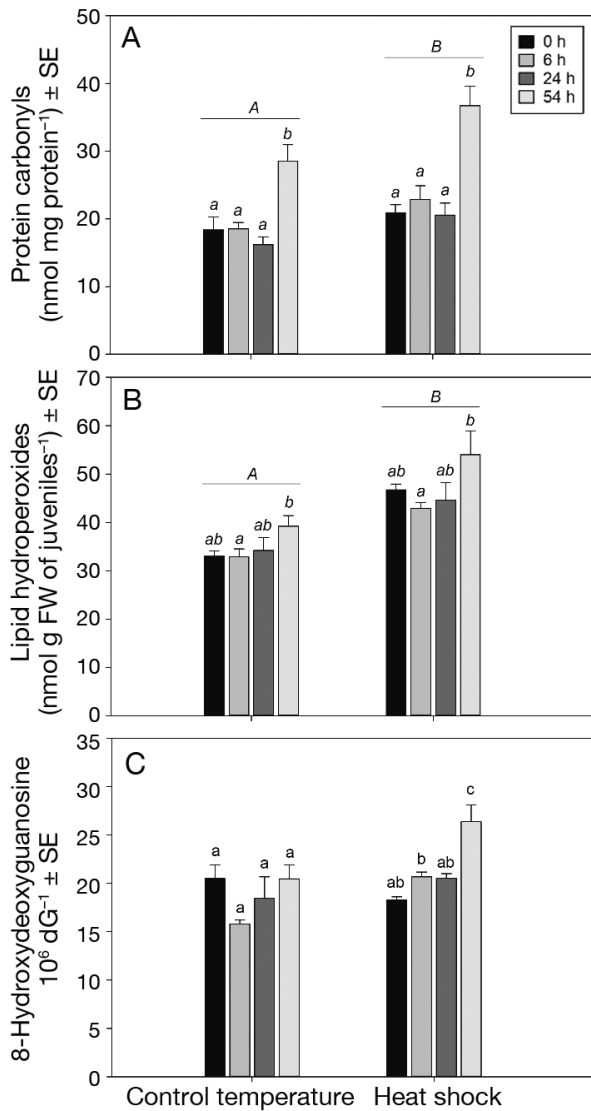 A
Protein carbonyls
(nmol mg protein⁻¹) ± SE
50
40
30
20
10
0
0 h
6 h
24 h
54 h
A
a
a
a
b
B
a
a
a
b
B
Lipid hydroperoxides
(nmol g FW of juveniles⁻¹) ± SE
70
60
50
40
30
20
10
0
A
ab
a
ab
b
B
ab
a
ab
b
C
8-Hydroxydeoxyguanosine
10⁶ dG⁻¹ ± SE
35
30
25
20
15
10
5
0
a
a
a
a
ab
b
ab
c
Control temperature
Heat shock